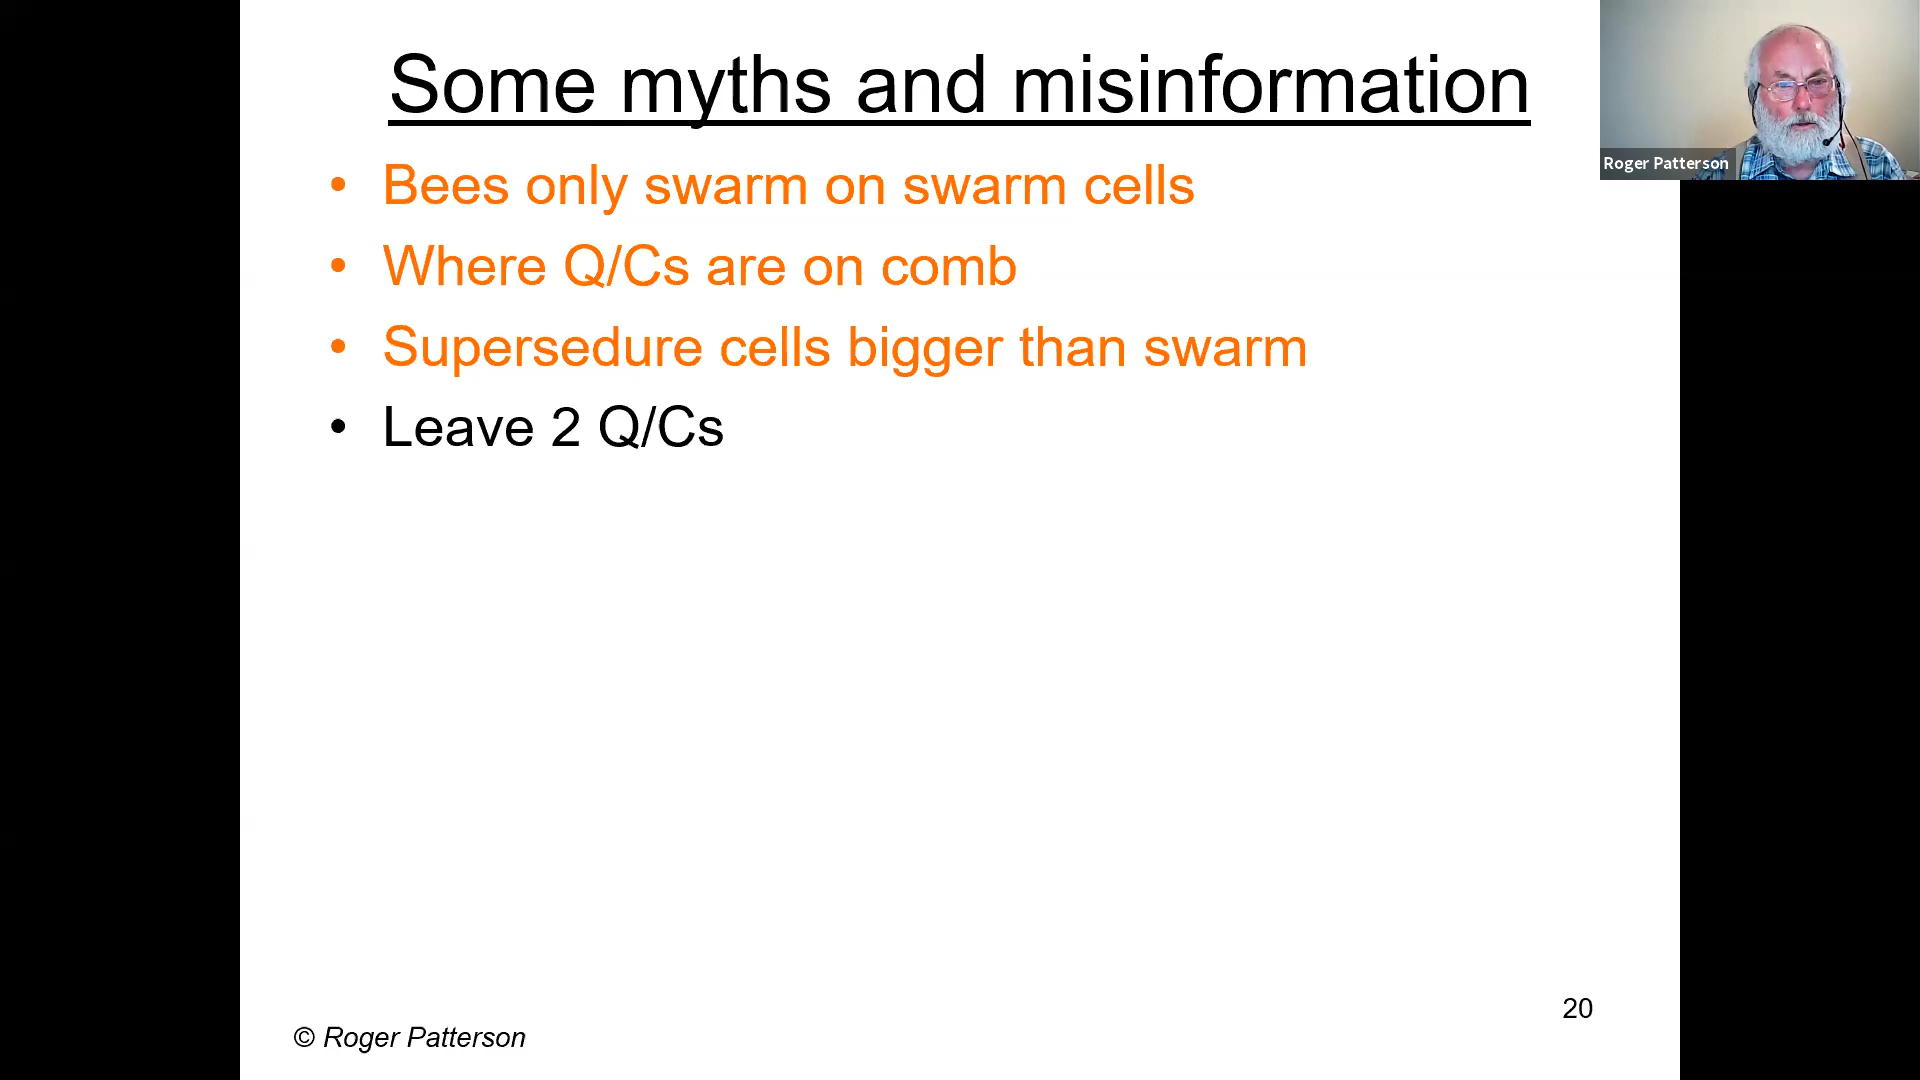 Some myths and misinformation
Roger Patterson
• Bees only swarm on swarm cells
• Where Q/Cs are on comb
• Supersedure cells bigger than swarm
• Leave 2 Q/Cs
20
© Roger Patterson